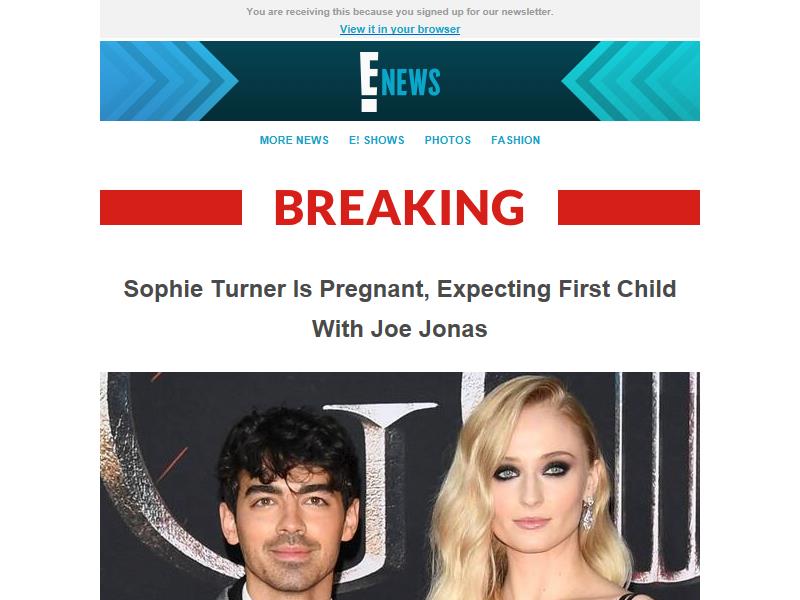 You are receiving this because you signed up for our newsletter.
View it in your browser
E! NEWS
MORE NEWS E! SHOWS PHOTOS FASHION
BREAKING
Sophie Turner Is Pregnant, Expecting First Child
With Joe Jonas